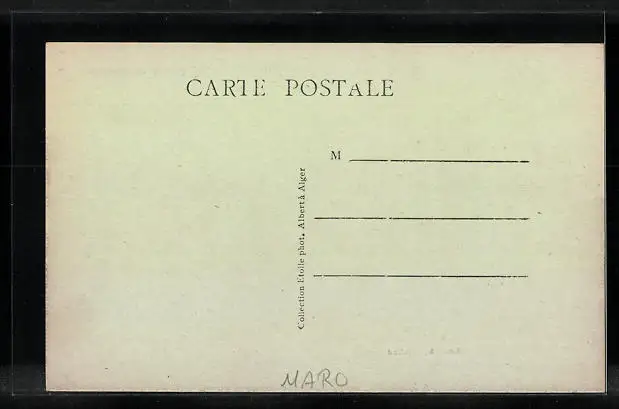 CARTE POSTALE
M
Collection Etoile phot. Albert à Alger
MARO